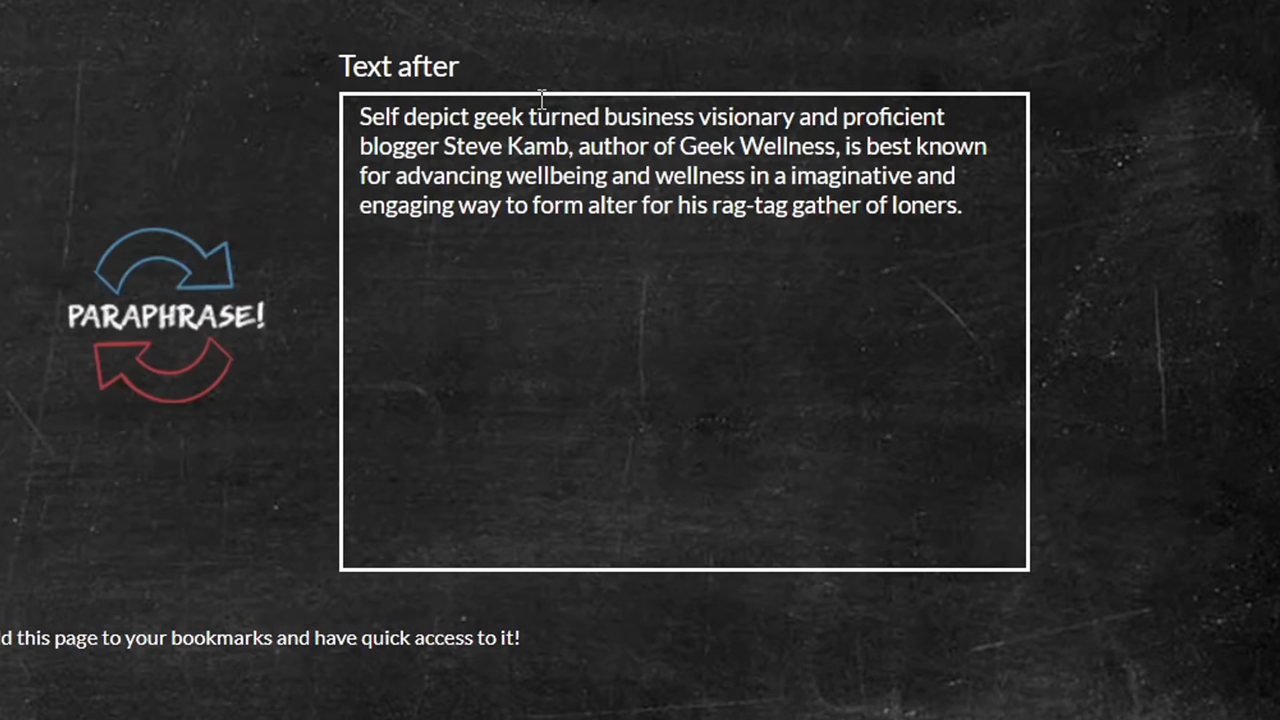 Text after
Self depict geek turned business visionary and proficient
blogger Steve Kamb, author of Geek Wellness, is best known
for advancing wellbeing and wellness in a imaginative and
engaging way to form alter for his rag-tag gather of loners.
PARAPHRASE!
d this page to your bookmarks and have quick access to it!